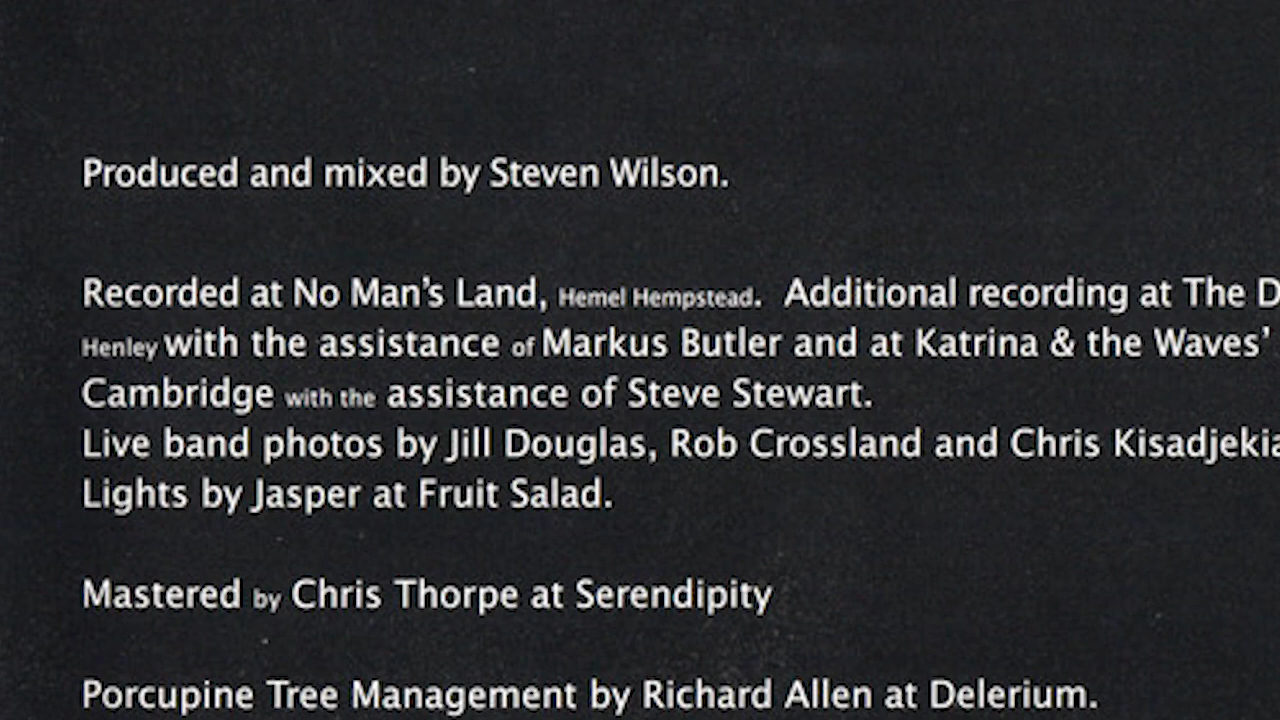 Produced and mixed by Steven Wilson.
Recorded at No Man's Land, Hemel Hempstead. Additional recording at The D
Henley with the assistance of Markus Butler and at Katrina & the Waves'
Cambridge with the assistance of Steve Stewart.
Live band photos by Jill Douglas, Rob Crossland and Chris Kisadjekia
Lights by Jasper at Fruit Salad.
Mastered by Chris Thorpe at Serendipity
Porcupine Tree Management by Richard Allen at Delerium.